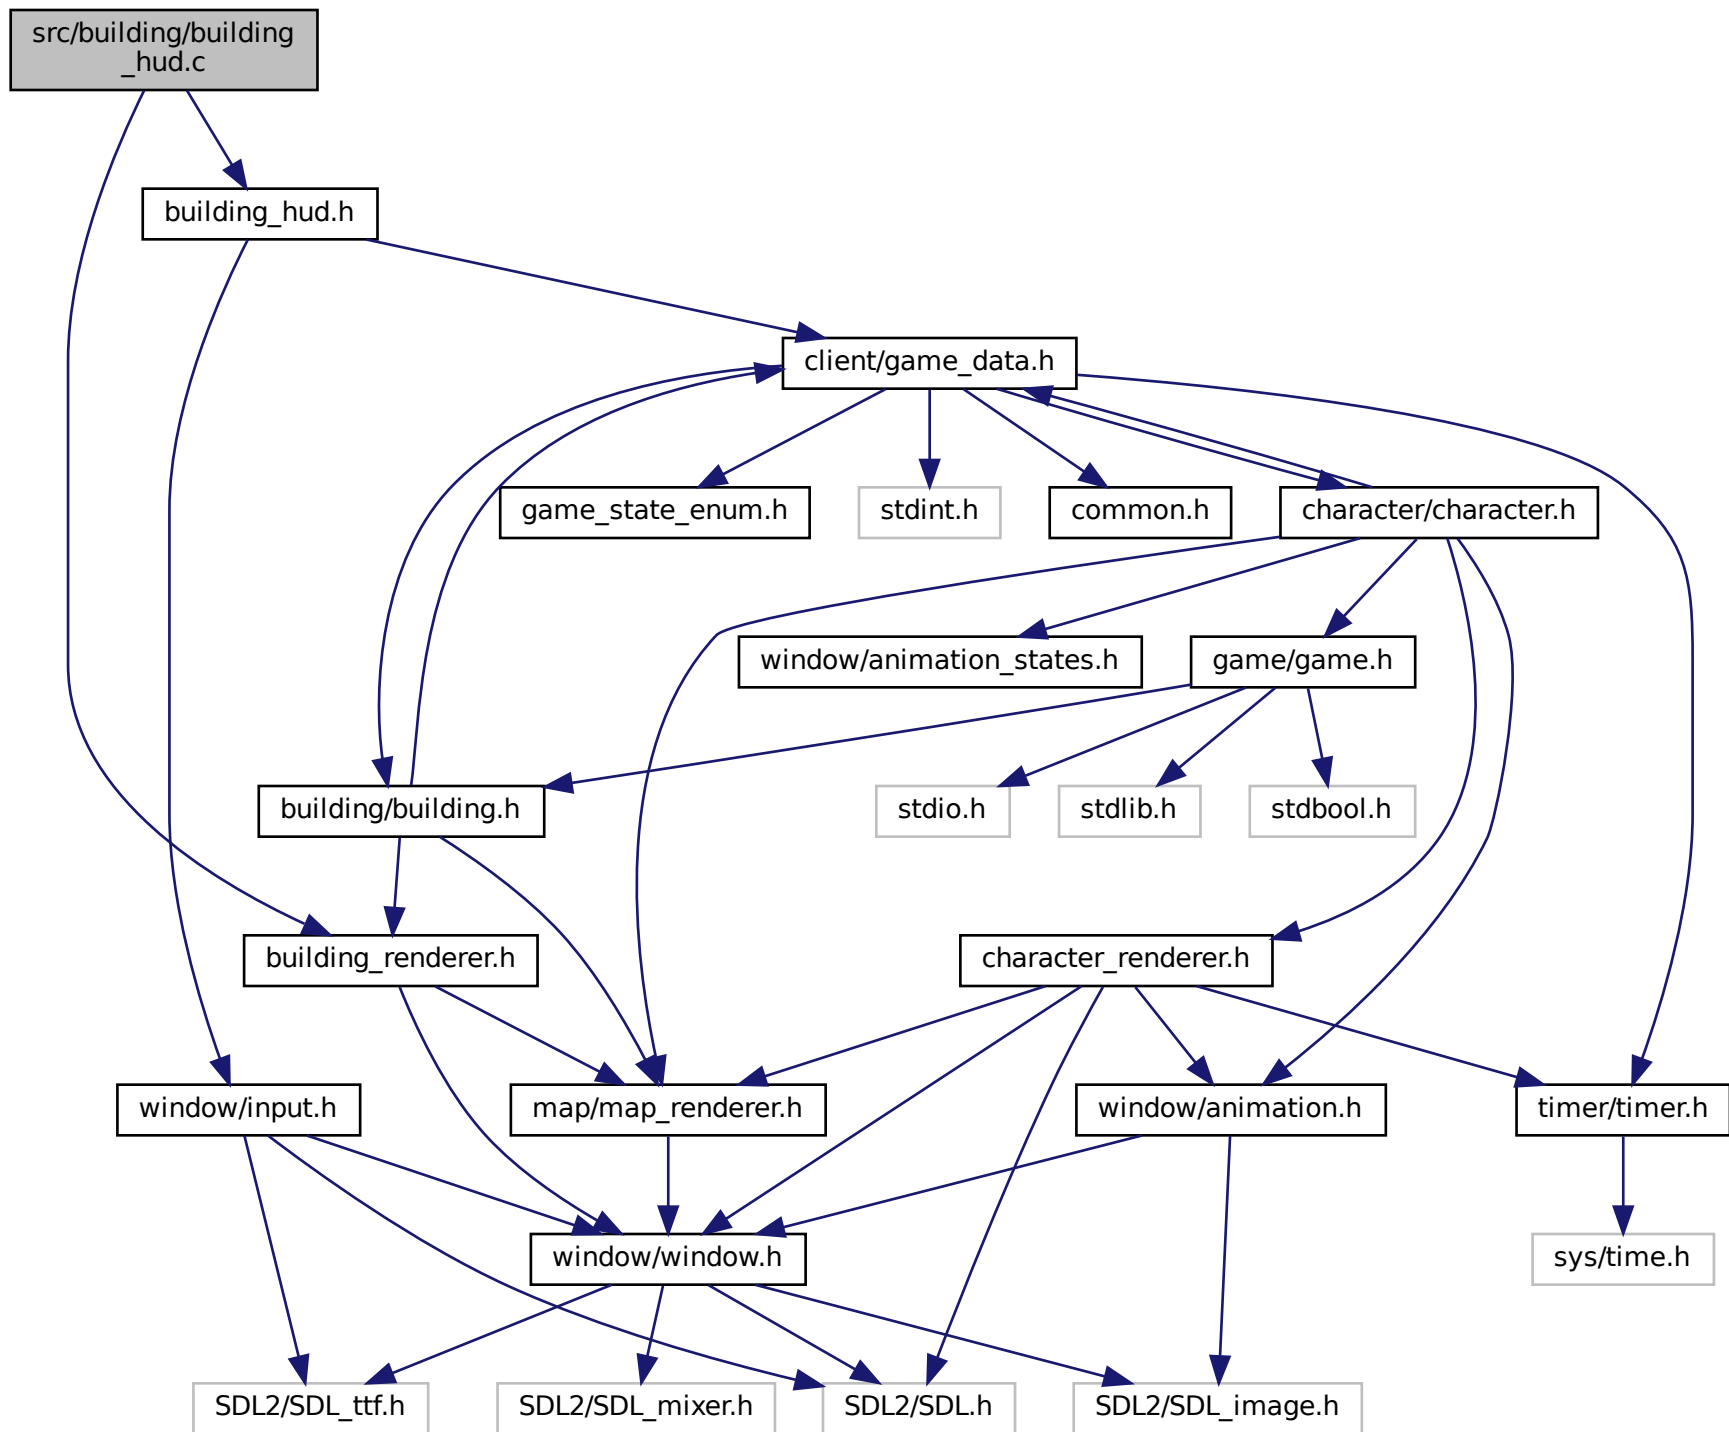 src/building/building
_hud.c
building_hud.h
client/game_data.h
game_state_enum.h
stdint.h
common.h
character/character.h
window/animation_states.h
game/game.h
building/building.h
stdio.h
stdlib.h
stdbool.h
building_renderer.h
character_renderer.h
window/input.h
map/map_renderer.h
window/animation.h
timer/timer.h
window/window.h
sys/time.h
SDL2/SDL_ttf.h
SDL2/SDL_mixer.h
SDL2/SDL.h
SDL2/SDL_image.h